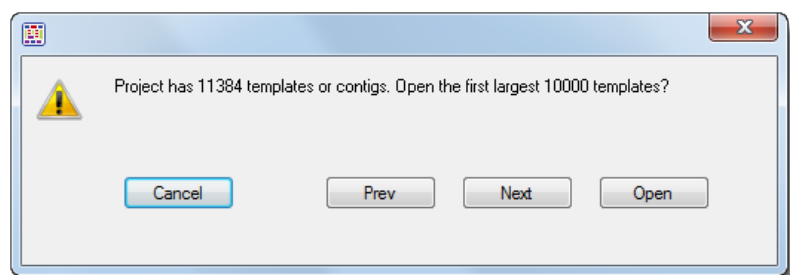 Project has 11384 templates or contigs. Open the first largest 10000 templates?
Cancel Prev Next Open